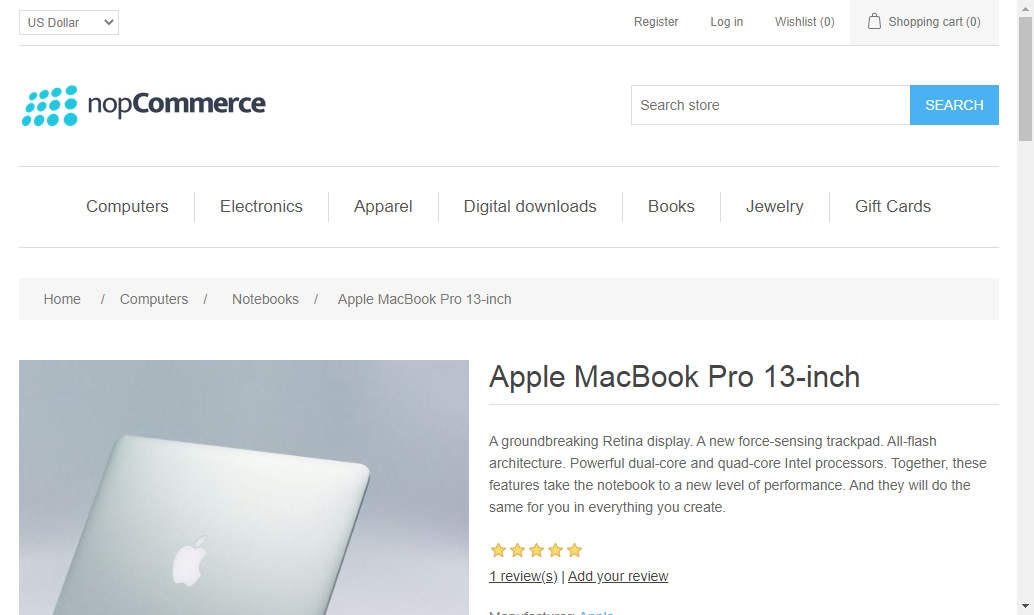 US Dollar
Register
Log in
Wishlist (0)
Shopping cart (0)
nopCommerce
Search store
SEARCH
Computers
Electronics
Apparel
Digital downloads
Books
Jewelry
Gift Cards
Home / Computers / Notebooks / Apple MacBook Pro 13-inch
Apple MacBook Pro 13-inch
A groundbreaking Retina display. A new force-sensing trackpad. All-flash
architecture. Powerful dual-core and quad-core Intel processors. Together, these
features take the notebook to a new level of performance. And they will do the
same for you in everything you create.
1 review(s) | Add your review
Manufacturer: Apple